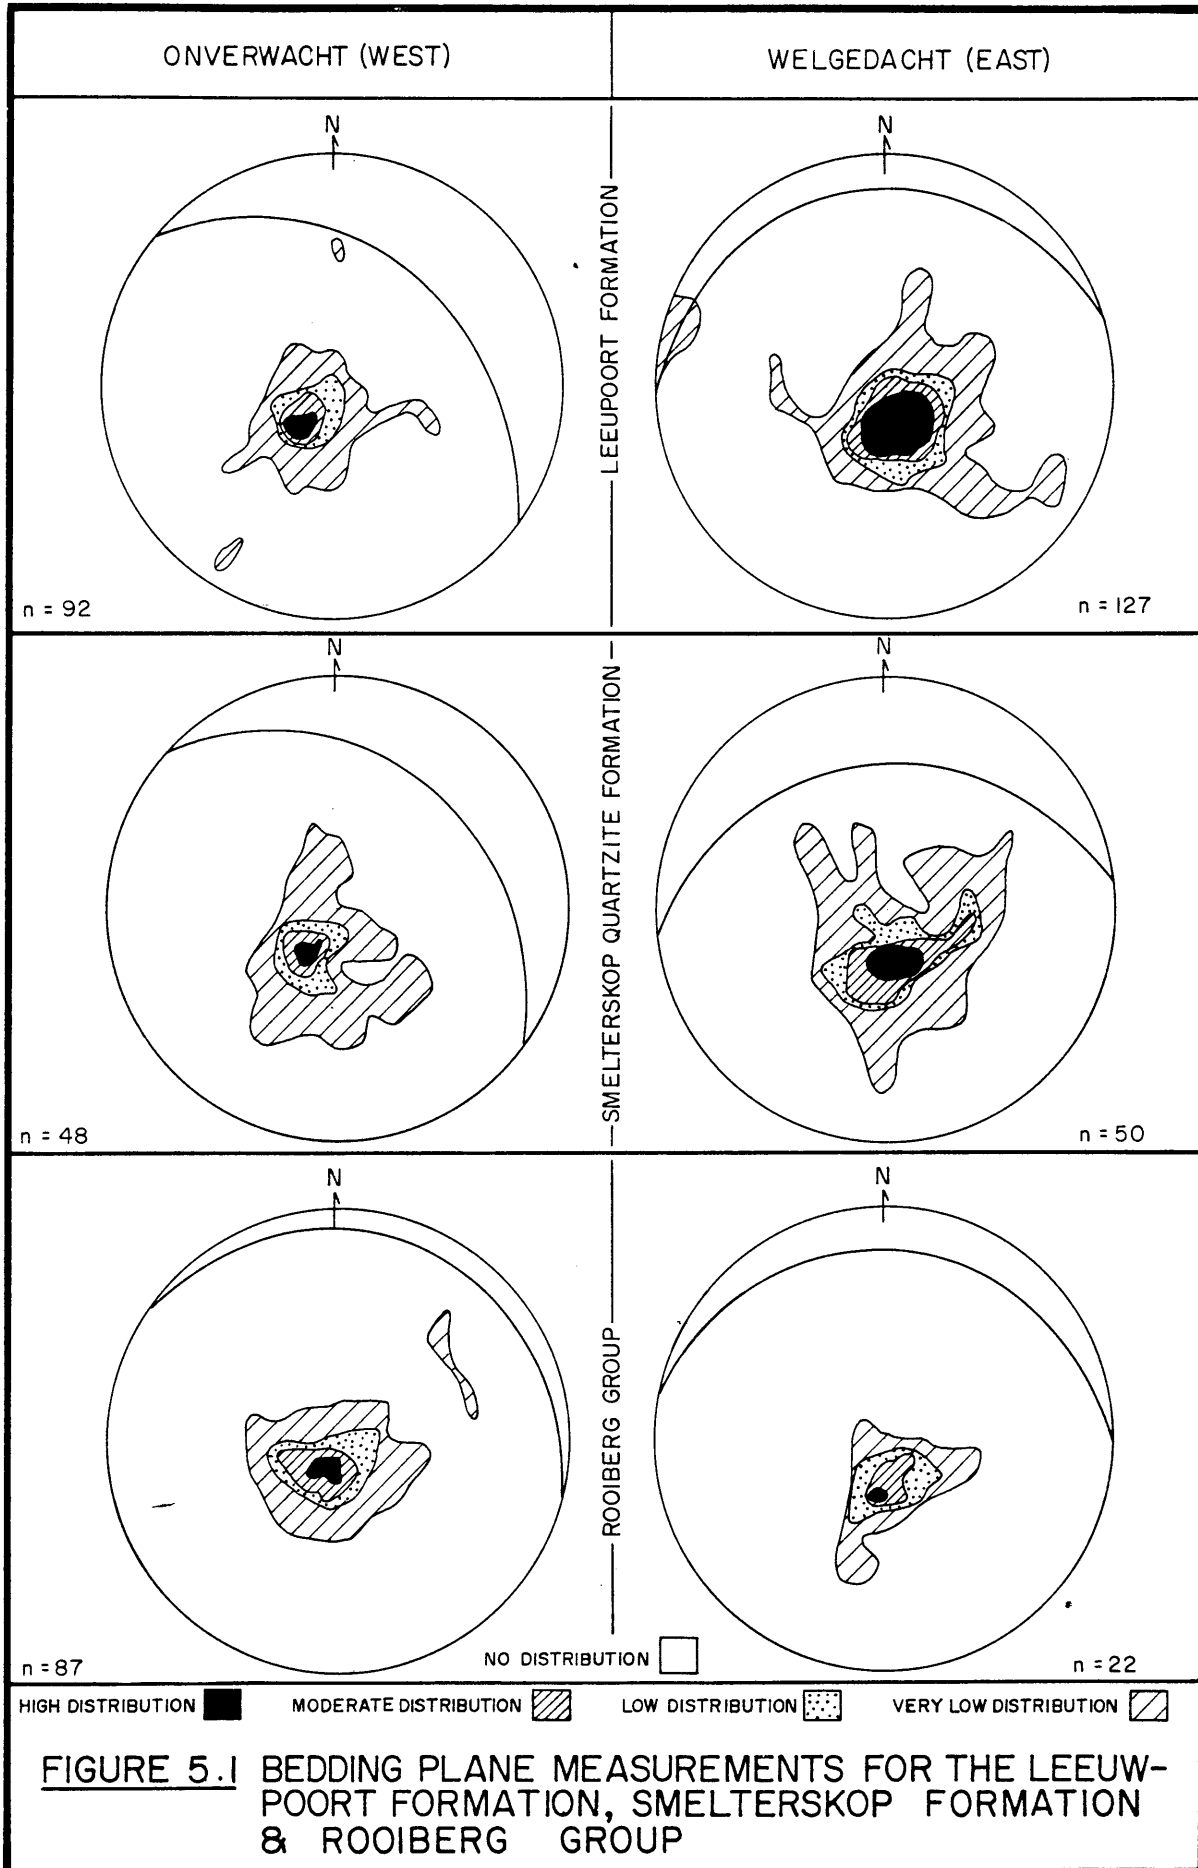 ONVERWACHT (WEST)
WELGEDACHT (EAST)
N
N
LEEUPOORT FORMATION
n = 92
n = 127
N
N
SMELTERSKOP QUARTZITE FORMATION
n = 48
n = 50
N
N
ROOIBERG GROUP
n = 87
NO DISTRIBUTION
n = 22
HIGH DISTRIBUTION
MODERATE DISTRIBUTION
LOW DISTRIBUTION
VERY LOW DISTRIBUTION
FIGURE 5.1 BEDDING PLANE MEASUREMENTS FOR THE LEEUW-
POORT FORMATION, SMELTERSKOP FORMATION
& ROOIBERG GROUP